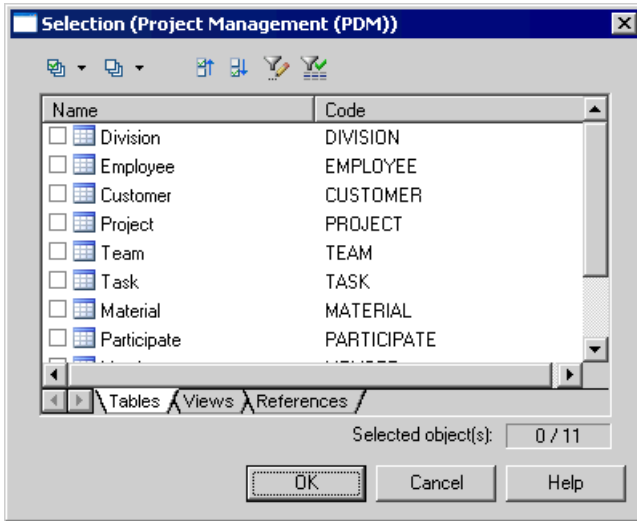 Selection (Project Management (PDM))
Name Code
Division DIVISION
Employee EMPLOYEE
Customer CUSTOMER
Project PROJECT
Team TEAM
Task TASK
Material MATERIAL
Participate PARTICIPATE
Tables Views References
Selected object(s): 0 / 11
OK Cancel Help